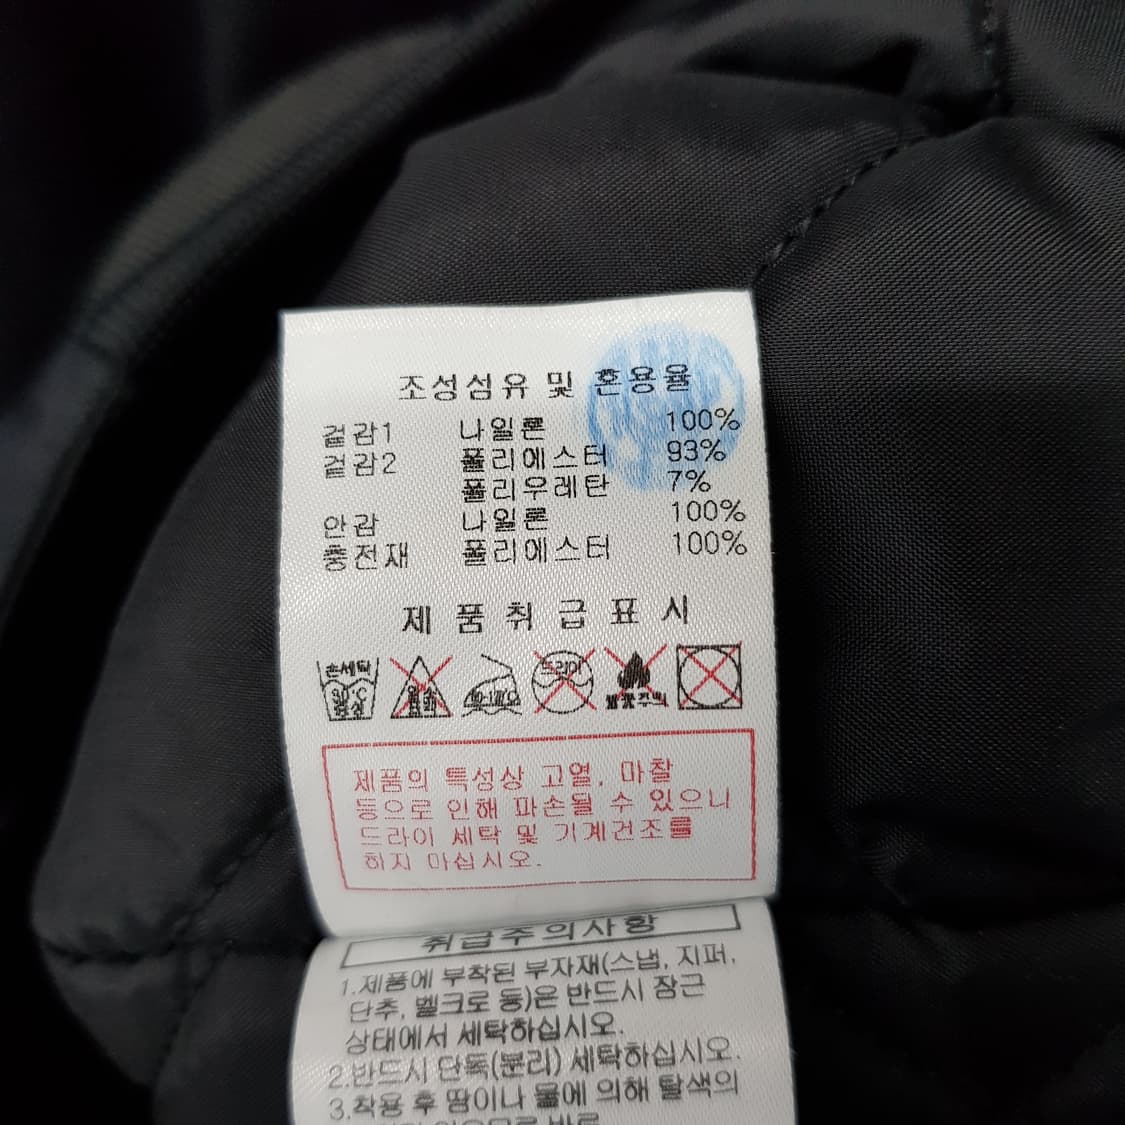 조성섬유 및 혼용율
겉감1 나일론 100%
겉감2 폴리에스터 93%
폴리우레탄 7%
안감 나일론 100%
충전재 폴리에스터 100%
제품취급표시
손세탁 드라이
30℃
중성
제품의 특성상 고열, 마찰
등으로 인해 파손될 수 있으니
드라이 세탁 및 기계건조를
하지 마십시오.
취급주의사항
1.제품에 부착된 부자재(스냅, 지퍼,
단추, 벨크로 등)은 반드시 잠근
상태에서 세탁하십시오.
2.반드시 단독(분리) 세탁하십시오.
3.착용 후 땀이나 물에 의해 탈색의